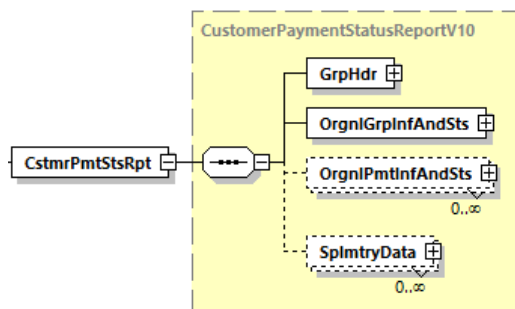 CustomerPaymentStatusReportV10
GrpHdr
OrgnlGrpInfAndSts
CstmrPmtStsRpt
OrgnlPmtInfAndSts
0..∞
SplmtryData
0..∞